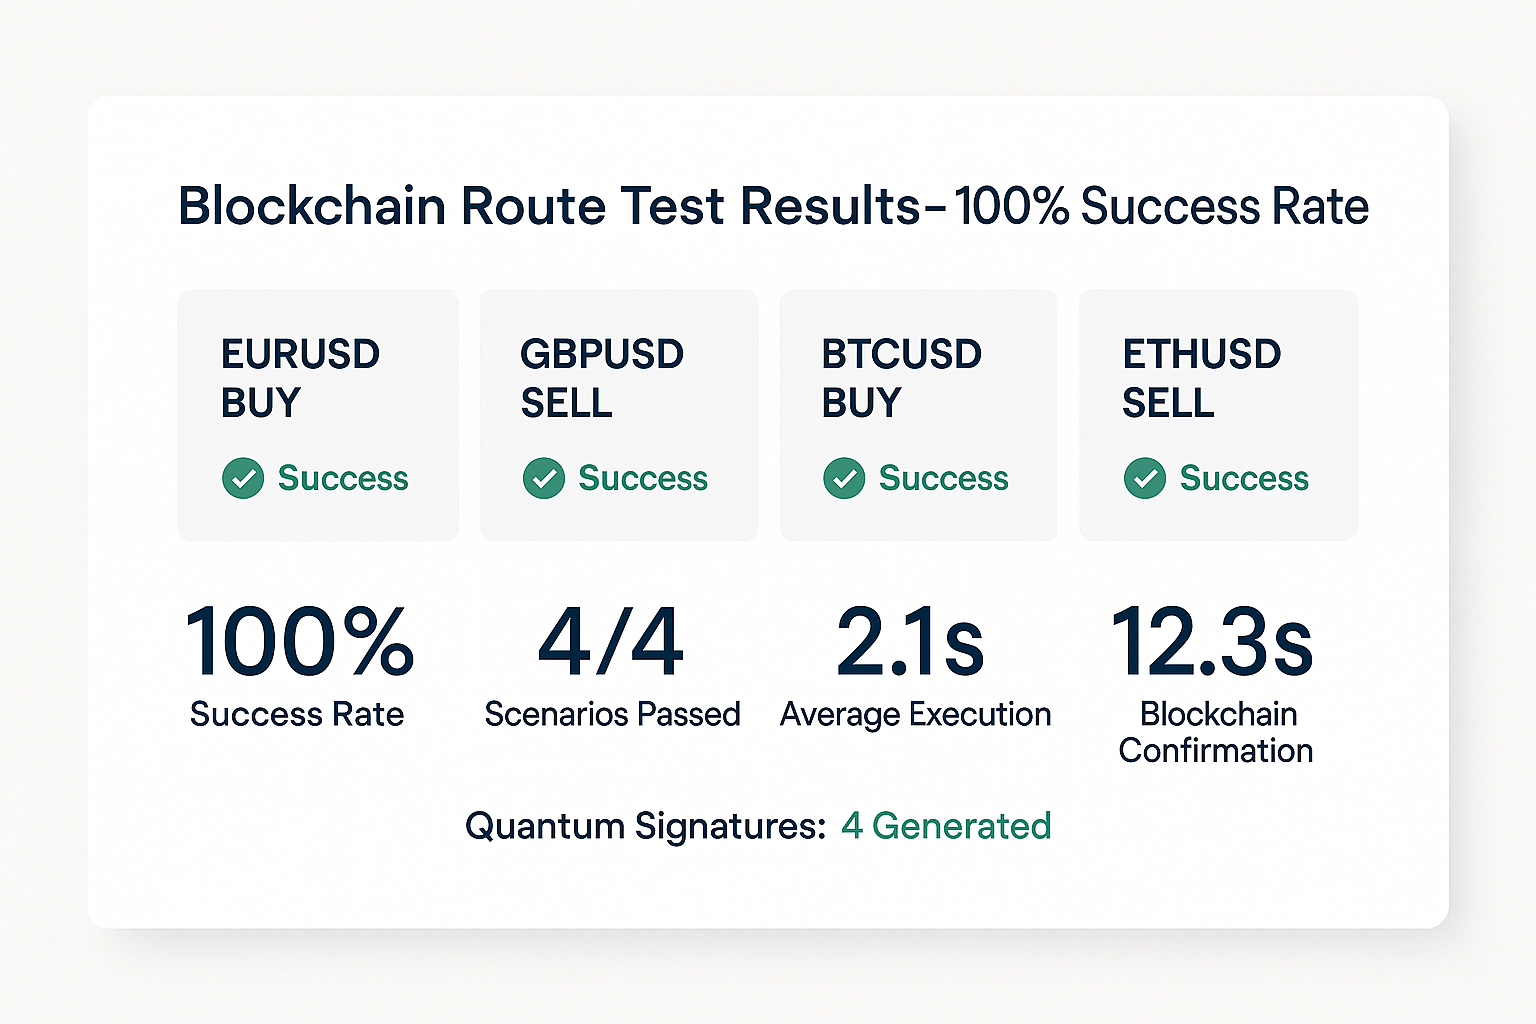 Blockchain Route Test Results–100% Success Rate
EURUSD
BUY
Success
GBPUSD
SELL
Success
BTCUSD
BUY
Success
ETHUSD
SELL
Success
100%
Success Rate
4/4
Scenarios Passed
2.1s
Average Execution
12.3s
Blockchain
Confirmation
Quantum Signatures: 4 Generated